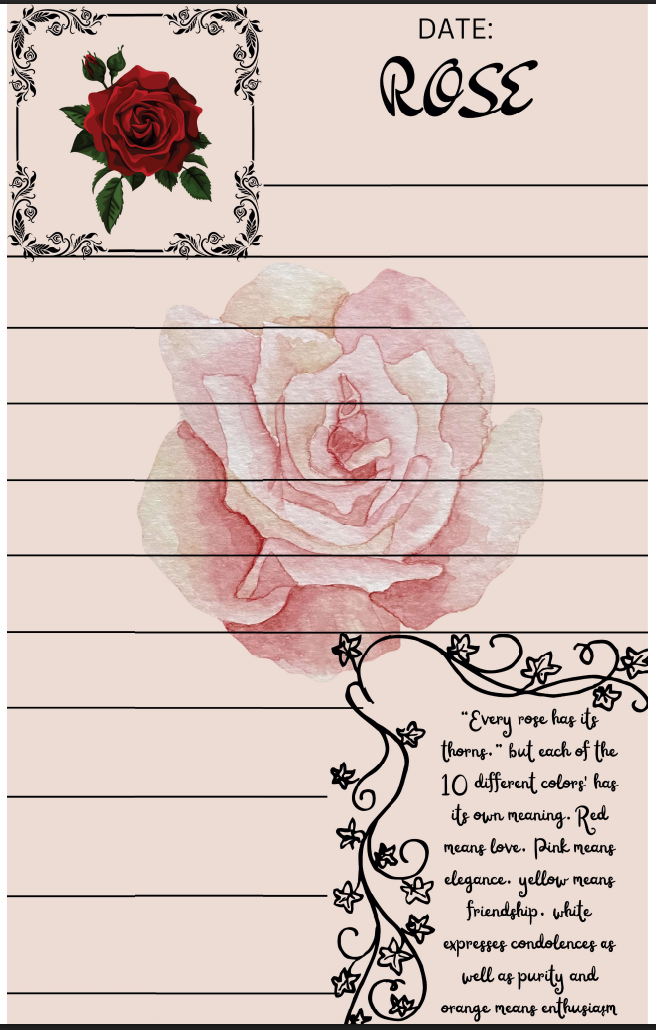 DATE:
ROSE
"Every rose has its
thorns." but each of the
10 different colors' has
its own meaning. Red
means love. Pink means
elegance. yellow means
friendship. white
expresses condolences as
well as purity and
orange means enthusiasm